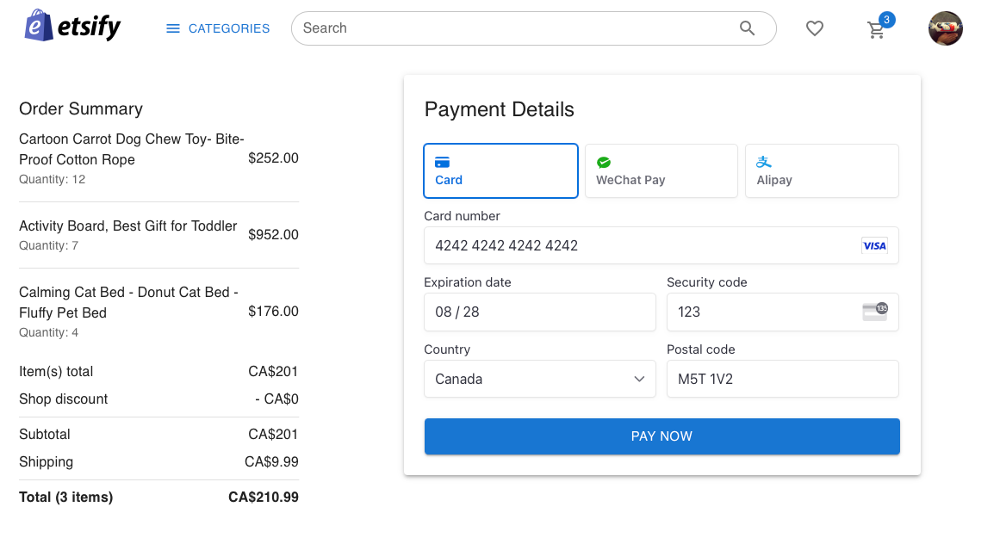 etsify
CATEGORIES
Search
3
Order Summary
Cartoon Carrot Dog Chew Toy- Bite-
Proof Cotton Rope
$252.00
Quantity: 12
Activity Board, Best Gift for Toddler
$952.00
Quantity: 7
Calming Cat Bed - Donut Cat Bed -
Fluffy Pet Bed
$176.00
Quantity: 4
Item(s) total CA$201
Shop discount - CA$0
Subtotal CA$201
Shipping CA$9.99
Total (3 items) CA$210.99
Payment Details
Card
WeChat Pay
Alipay
Card number
4242 4242 4242 4242 VISA
Expiration date
08 / 28
Security code
123
135
Country
Canada
Postal code
M5T 1V2
PAY NOW